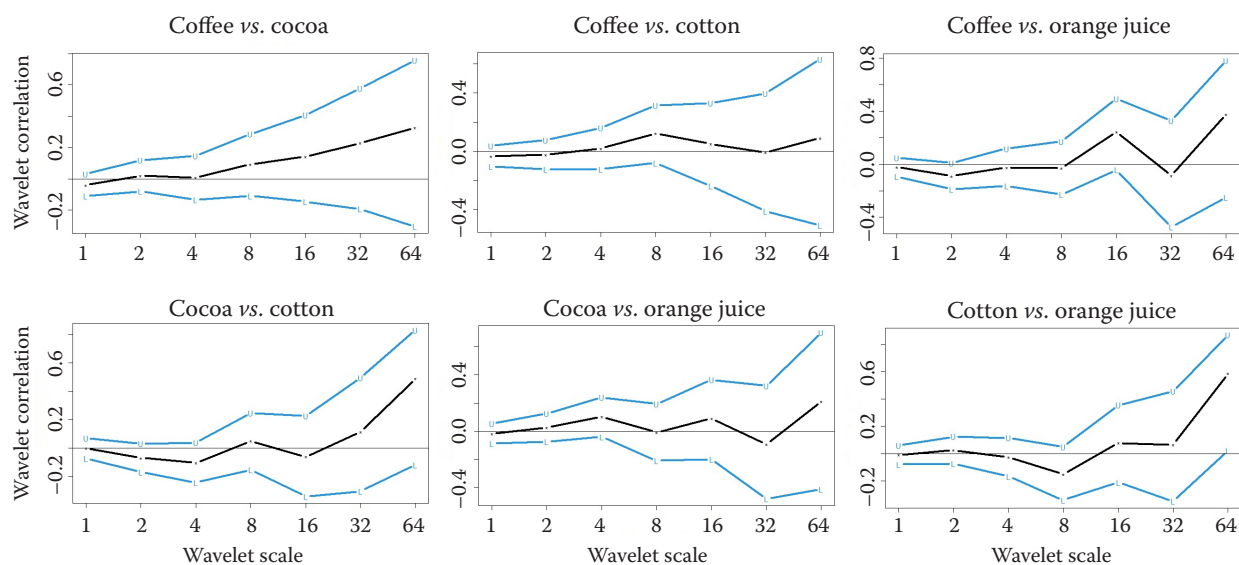 Coffee vs. cocoa
Coffee vs. cotton
Coffee vs. orange juice
Wavelet correlation
0.6
0.2
−0.2
U U U U U U U
L L L L L L L
1 2 4 8 16 32 64
0.4
0.0
−0.4
U U U U U U U
L L L L L L L
1 2 4 8 16 32 64
0.8
0.4
0.0
−0.4
U U U U U U U
L L L L L L L
1 2 4 8 16 32 64
Cocoa vs. cotton
Cocoa vs. orange juice
Cotton vs. orange juice
Wavelet correlation
0.6
0.2
−0.2
U U U U U U U
L L L L L L L
1 2 4 8 16 32 64
Wavelet scale
0.4
0.0
−0.4
U U U U U U U
L L L L L L L
1 2 4 8 16 32 64
Wavelet scale
0.6
0.2
−0.2
U U U U U U U
L L L L L L L
1 2 4 8 16 32 64
Wavelet scale